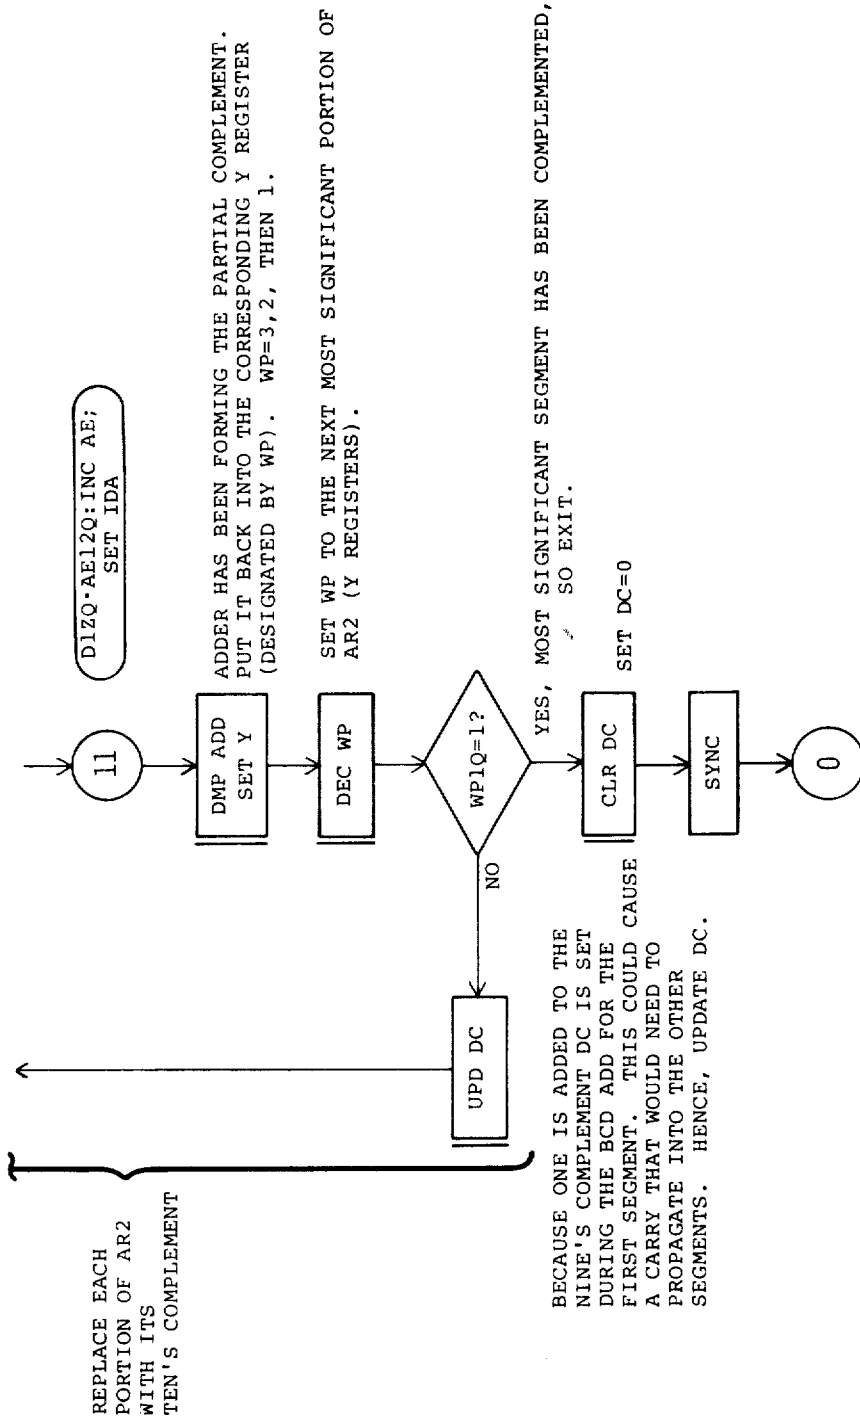 REPLACE EACH
PORTION OF AR2
WITH ITS
TEN'S COMPLEMENT
11
D1ZQ·AE12Q:INC AE;
SET IDA
DMP ADD
SET Y
ADDER HAS BEEN FORMING THE PARTIAL COMPLEMENT.
PUT IT BACK INTO THE CORRESPONDING Y REGISTER
(DESIGNATED BY WP). WP=3,2, THEN 1.
DEC WP
SET WP TO THE NEXT MOST SIGNIFICANT PORTION OF
AR2 (Y REGISTERS).
UPD DC
NO
WP1Q=1?
YES, MOST SIGNIFICANT SEGMENT HAS BEEN COMPLEMENTED,
SO EXIT.
BECAUSE ONE IS ADDED TO THE
NINE'S COMPLEMENT DC IS SET
DURING THE BCD ADD FOR THE
FIRST SEGMENT. THIS COULD CAUSE
A CARRY THAT WOULD NEED TO
PROPAGATE INTO THE OTHER
SEGMENTS. HENCE, UPDATE DC.
CLR DC
SET DC=0
SYNC
0